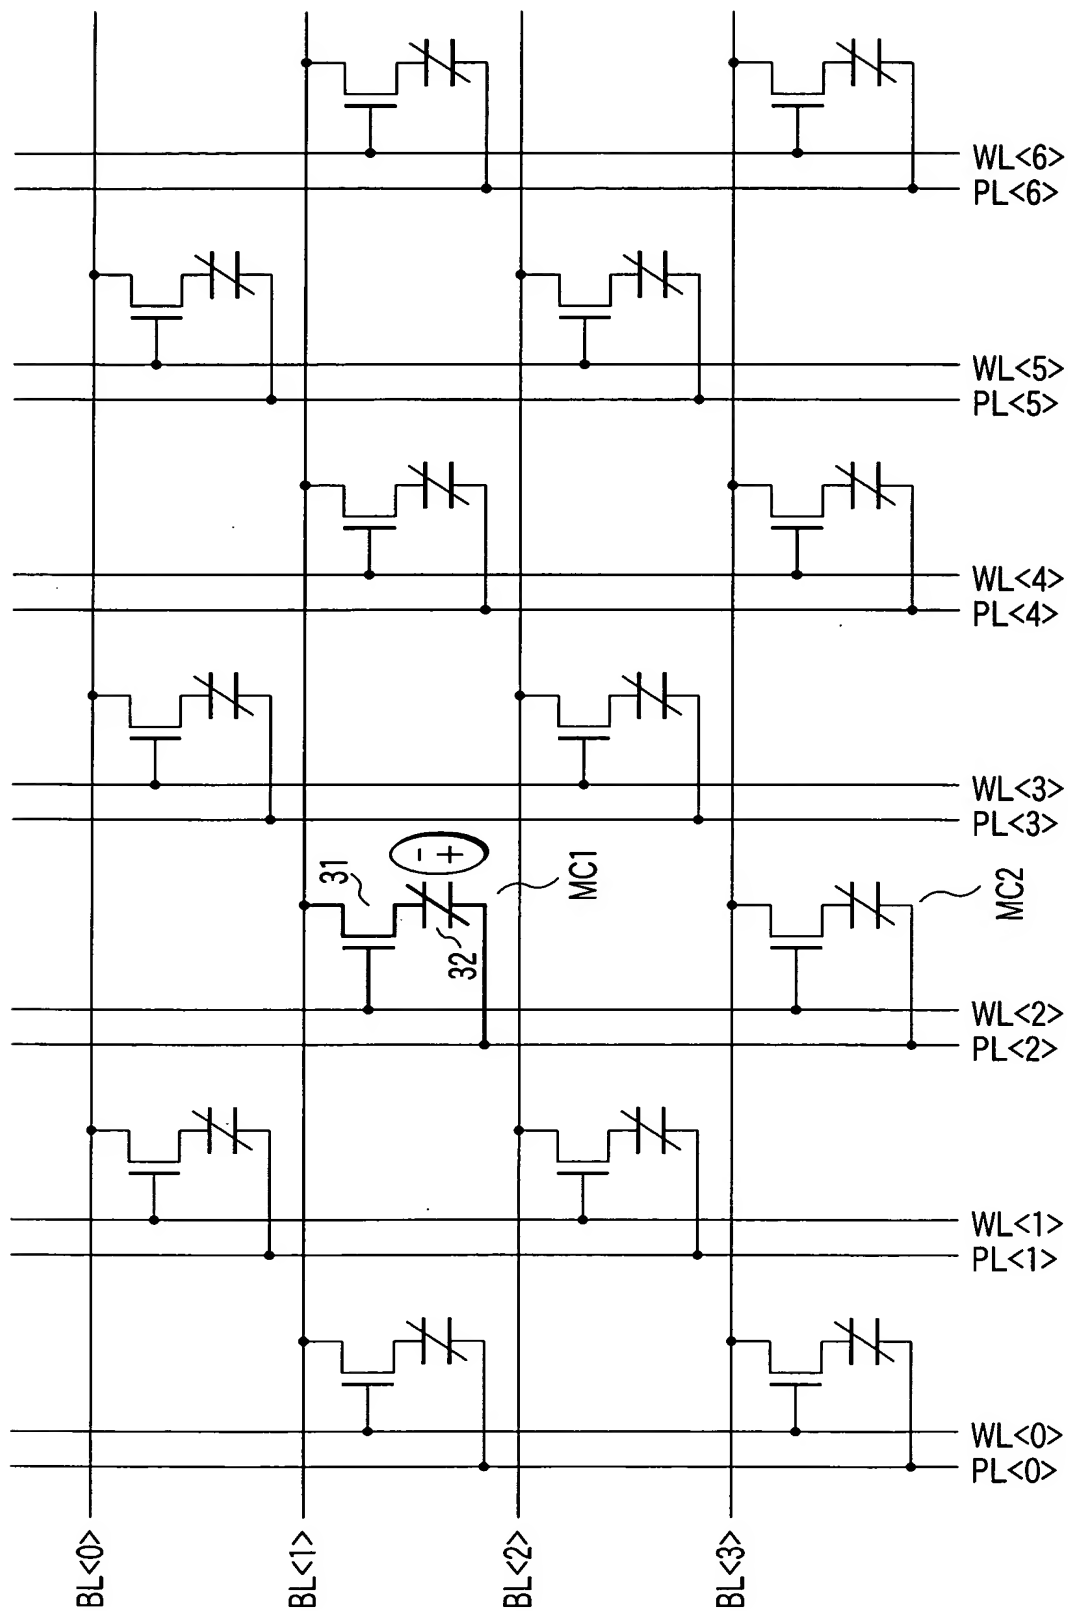 WL<6>
PL<6>
WL<5>
PL<5>
WL<4>
PL<4>
WL<3>
PL<3>
- +
31
32
MC1
MC2
WL<2>
PL<2>
WL<1>
PL<1>
WL<0>
PL<0>
BL<0>
BL<1>
BL<2>
BL<3>